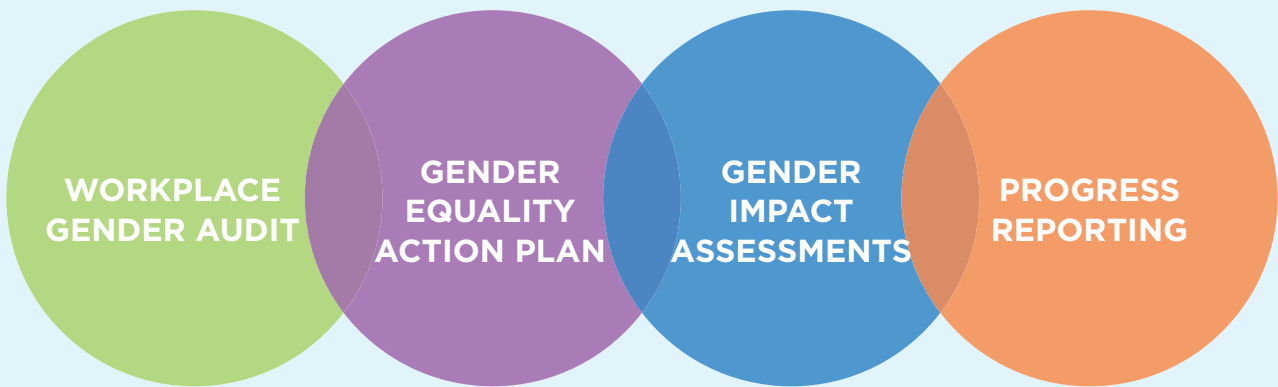 WORKPLACE
GENDER AUDIT
GENDER
EQUALITY
ACTION PLAN
GENDER
IMPACT
ASSESSMENTS
PROGRESS
REPORTING